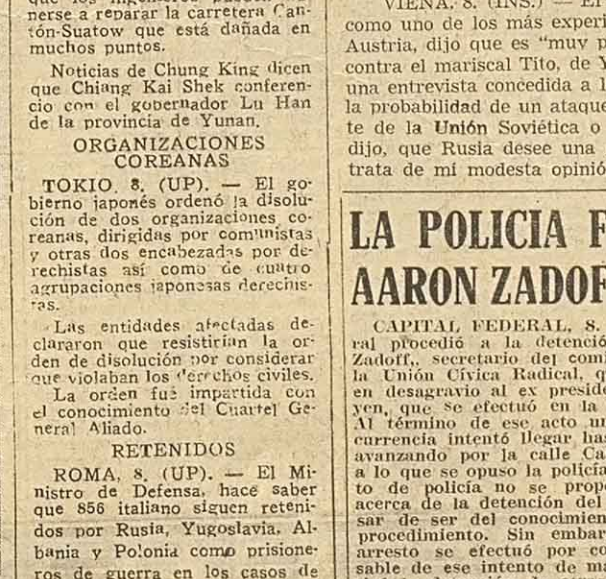 que los
nerse a reparar la carretera Can-
tón-Suatow que está dañada en
muchos puntos.
Noticias de Chung King dicen
que Chiang Kai Shek conferen-
cio con el gobernador Lu Han
de la provincia de Yunan.
ORGANIZACIONES
COREANAS
TOKIO, 8, (UP). — El go-
bierno japonés ordenó la disolu-
ción de dos organizaciones co-
reanas, dirigidas por comunistas
y otras dos encabezadas por de-
rechistas así como de cuatro
agrupaciones japonesas derechis-
tas.
Las entidades afectadas de-
clararon que resistirían la or-
den de disolución por considerar
que violaban los derechos civiles.
La orden fué impartida con
el conocimiento del Cuartel Ge-
neral Aliado.
RETENIDOS
ROMA, 8, (UP). — El Mi-
nistro de Defensa, hace saber
que 856 italiano siguen reteni-
dos por Rusia, Yugoslavia, Al-
bania y Polonia como prisione-
ros de guerra en los casos de
VIENA, 8, (INS.) — El
como uno de los más experi
Austria, dijo que es "muy p
contra el mariscal Tito, de Y
una entrevista concedida a l
la probabilidad de un ataque
te de la Unión Soviética o
dijo, que Rusia desee una
trata de mi modesta opinió
LA POLICIA F
AARON ZADOF
CAPITAL FEDERAL, 8.
ral procedió a la detenció
Zadoff,, secretario del com
la Unión Cívica Radical, q
en desagravio al ex preside
yen, que se efectuó en la
Al término de ese acto un
currencia intentó llegar has
avanzando por la calle Ca
a lo que se opuso la policía
to de policía no se prop
acerca de la detención del
sar de ser del conocimien
procedimiento. Sin embar
arresto se efectuó por co
sable de ese intento de ma